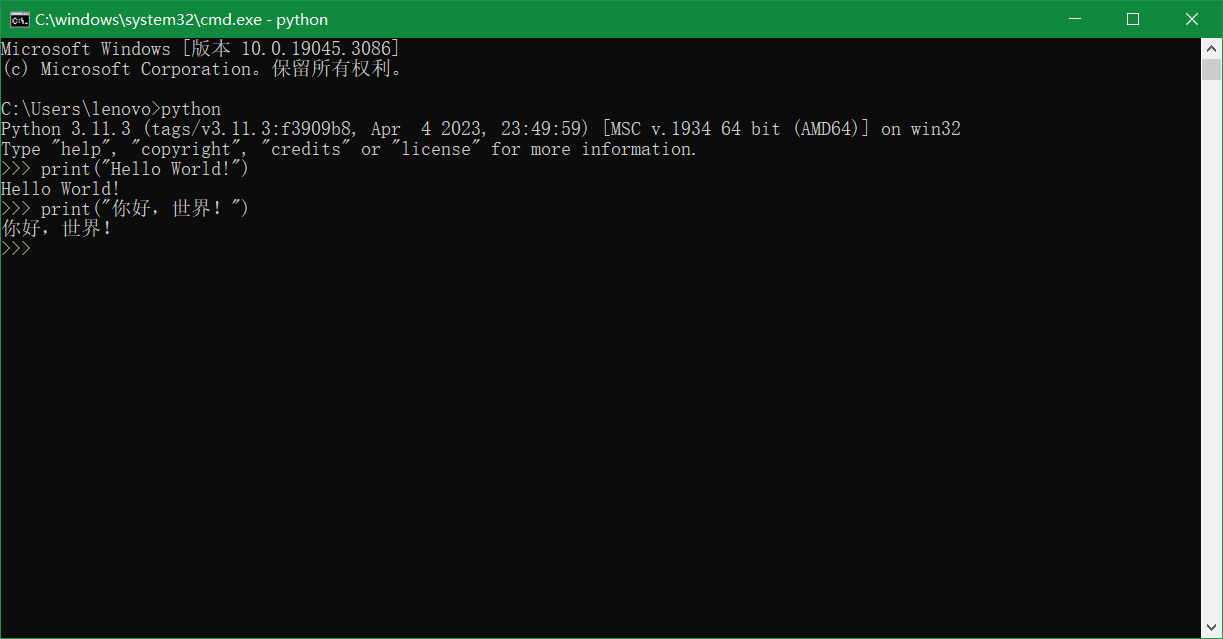 C:\windows\system32\cmd.exe - python
Microsoft Windows [版本 10.0.19045.3086]
(c) Microsoft Corporation。保留所有权利。
C:\Users\lenovo>python
Python 3.11.3 (tags/v3.11.3:f3909b8, Apr  4 2023, 23:49:59) [MSC v.1934 64 bit (AMD64)] on win32
Type "help", "copyright", "credits" or "license" for more information.
>>> print("Hello World!")
Hello World!
>>> print("你好，世界！")
你好，世界！
>>>